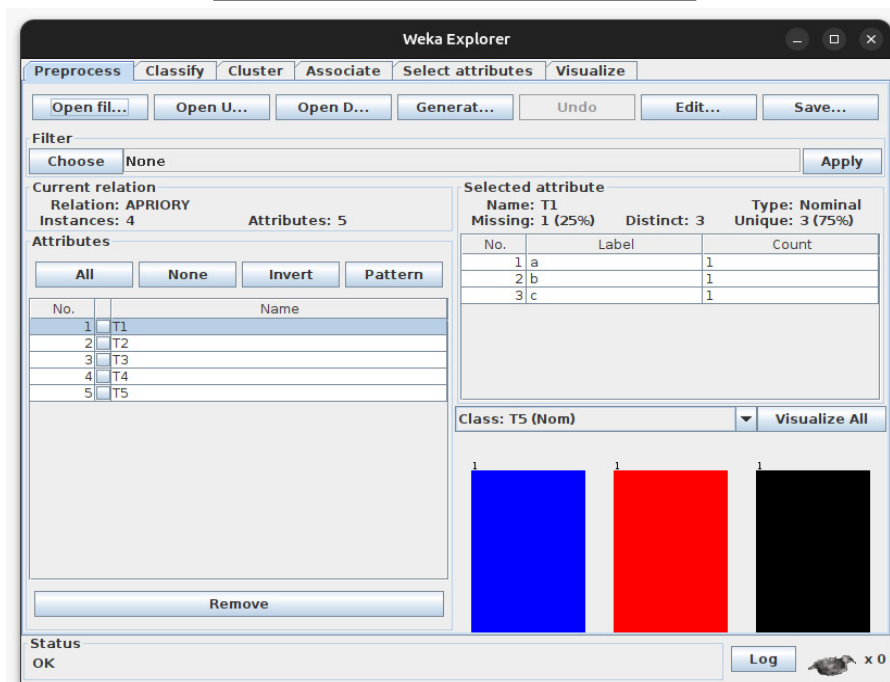 Weka Explorer
Preprocess Classify Cluster Associate Select attributes Visualize
Open fil... Open U... Open D... Generat... Undo Edit... Save...
Filter
Choose None Apply
Current relation
Relation: APRIORY
Instances: 4 Attributes: 5
Selected attribute
Name: T1 Type: Nominal
Missing: 1 (25%) Distinct: 3 Unique: 3 (75%)
No. Label Count
1 a 1
2 b 1
3 c 1
Attributes
All None Invert Pattern
No. Name
1 T1
2 T2
3 T3
4 T4
5 T5
Remove
Class: T5 (Nom) Visualize All
1 1 1
Status
OK
Log x 0